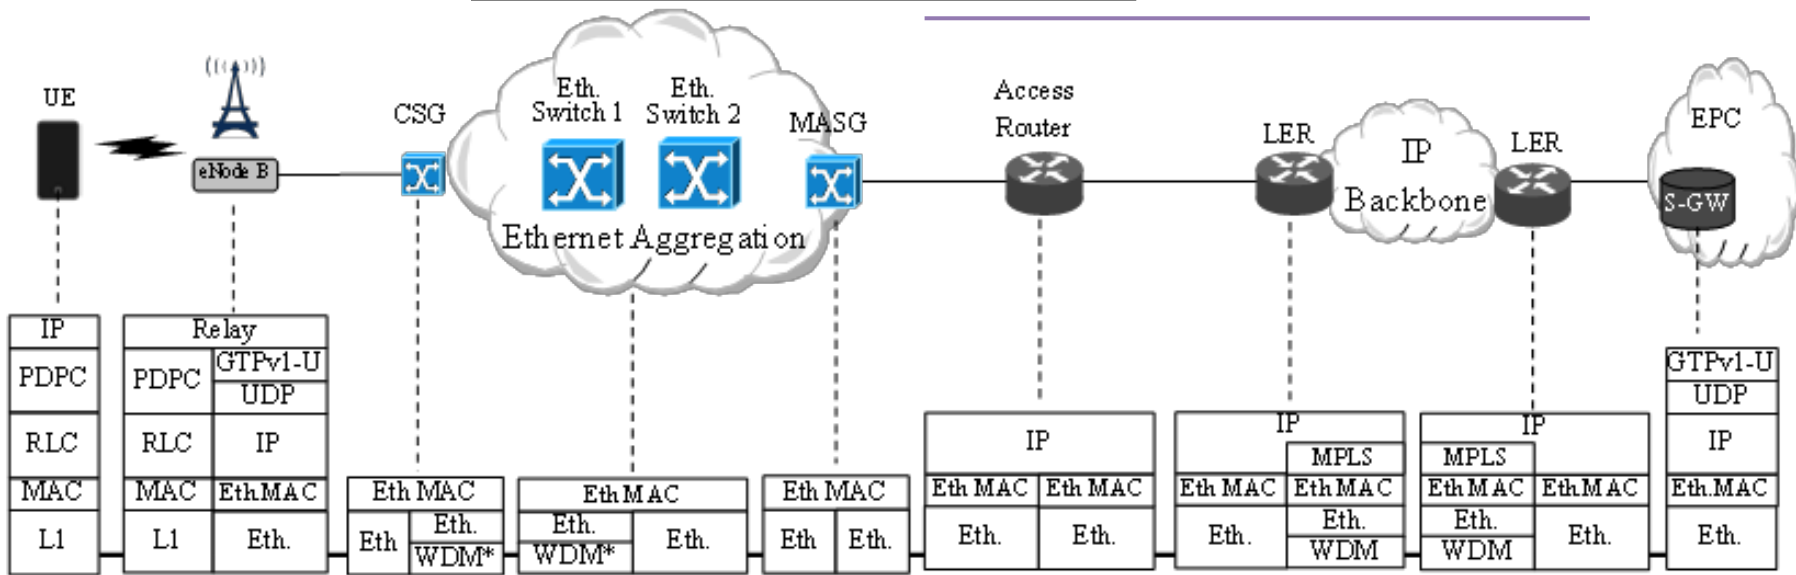 UE
eNode B
CSG
Eth.
Switch 1
Eth.
Switch 2
MASG
Ethernet Aggregation
Access
Router
LER
IP
Backbone
LER
EPC
S-GW
IP
PDPC
RLC
MAC
L1
Relay
PDPC
RLC
MAC
L1
GTPv1-U
UDP
IP
Eth MAC
Eth.
Eth MAC
Eth
Eth.
WDM*
Eth MAC
Eth.
WDM*
Eth.
Eth MAC
Eth
Eth.
IP
Eth MAC
Eth MAC
Eth.
Eth.
IP
MPLS
Eth MAC
Eth MAC
Eth.
Eth.
WDM
IP
MPLS
Eth MAC
Eth MAC
Eth.
WDM
Eth.
GTPv1-U
UDP
IP
Eth.MAC
Eth.